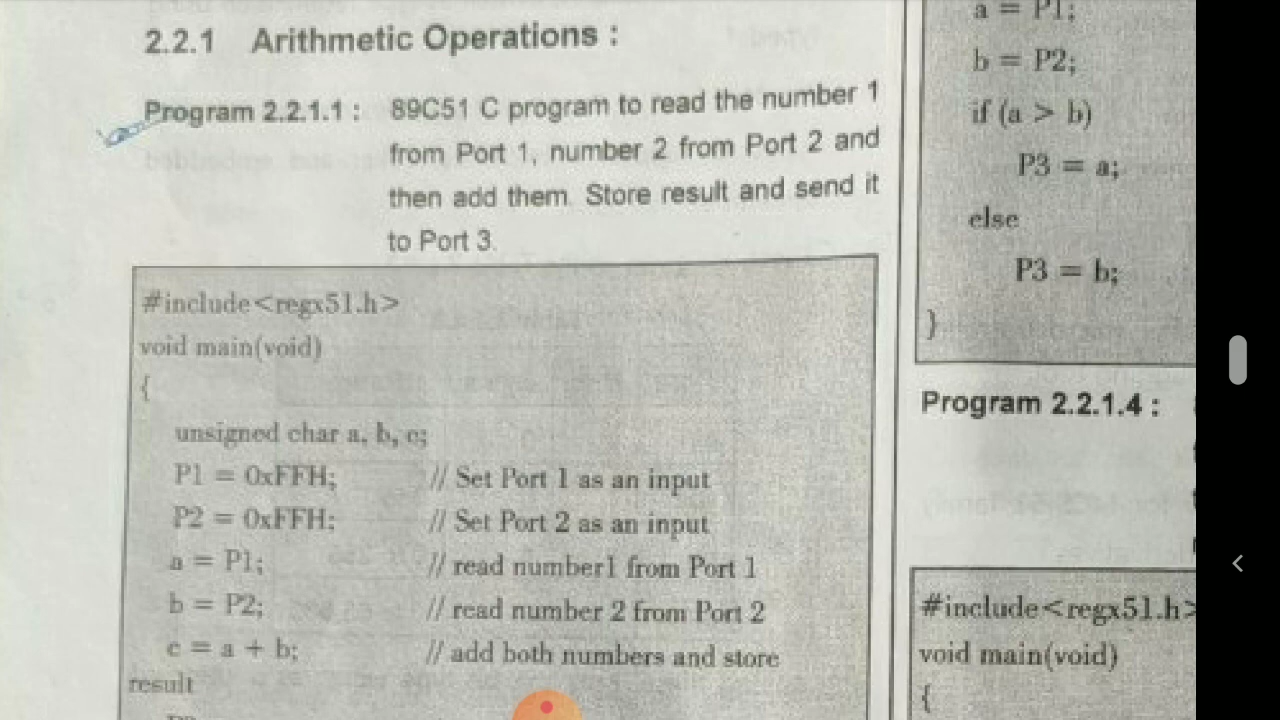 2.2.1 Arithmetic Operations :
Program 2.2.1.1 : 89C51 C program to read the number 1
from Port 1, number 2 from Port 2 and
then add them. Store result and send it
to Port 3.
#include<regx51.h>
void main(void)
{
unsigned char a, b, c;
P1 = 0xFFH; // Set Port 1 as an input
P2 = 0xFFH; // Set Port 2 as an input
a = P1; // read number1 from Port 1
b = P2; // read number 2 from Port 2
c = a + b; // add both numbers and store
result
a = P1;
b = P2;
if (a > b)
P3 = a;
else
P3 = b;
}
Program 2.2.1.4 :
#include<regx51.h>
void main(void)
{